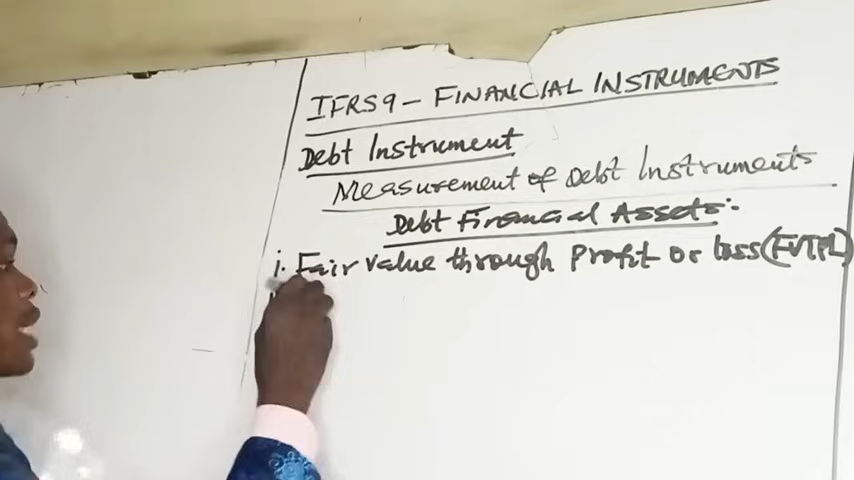 IFRS 9 - FINANCIAL INSTRUMENTS
Debt Instrument
Measurement of Debt Instruments
Debt Financial Assets:
i. Fair value through Profit or loss (FVTPL)